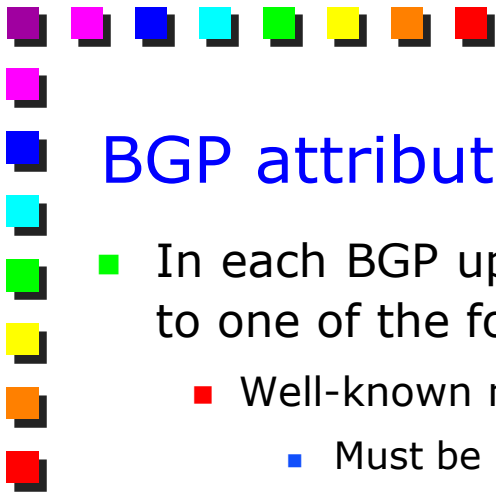 BGP attribut
In each BGP up
to one of the fo
Well-known
Must be